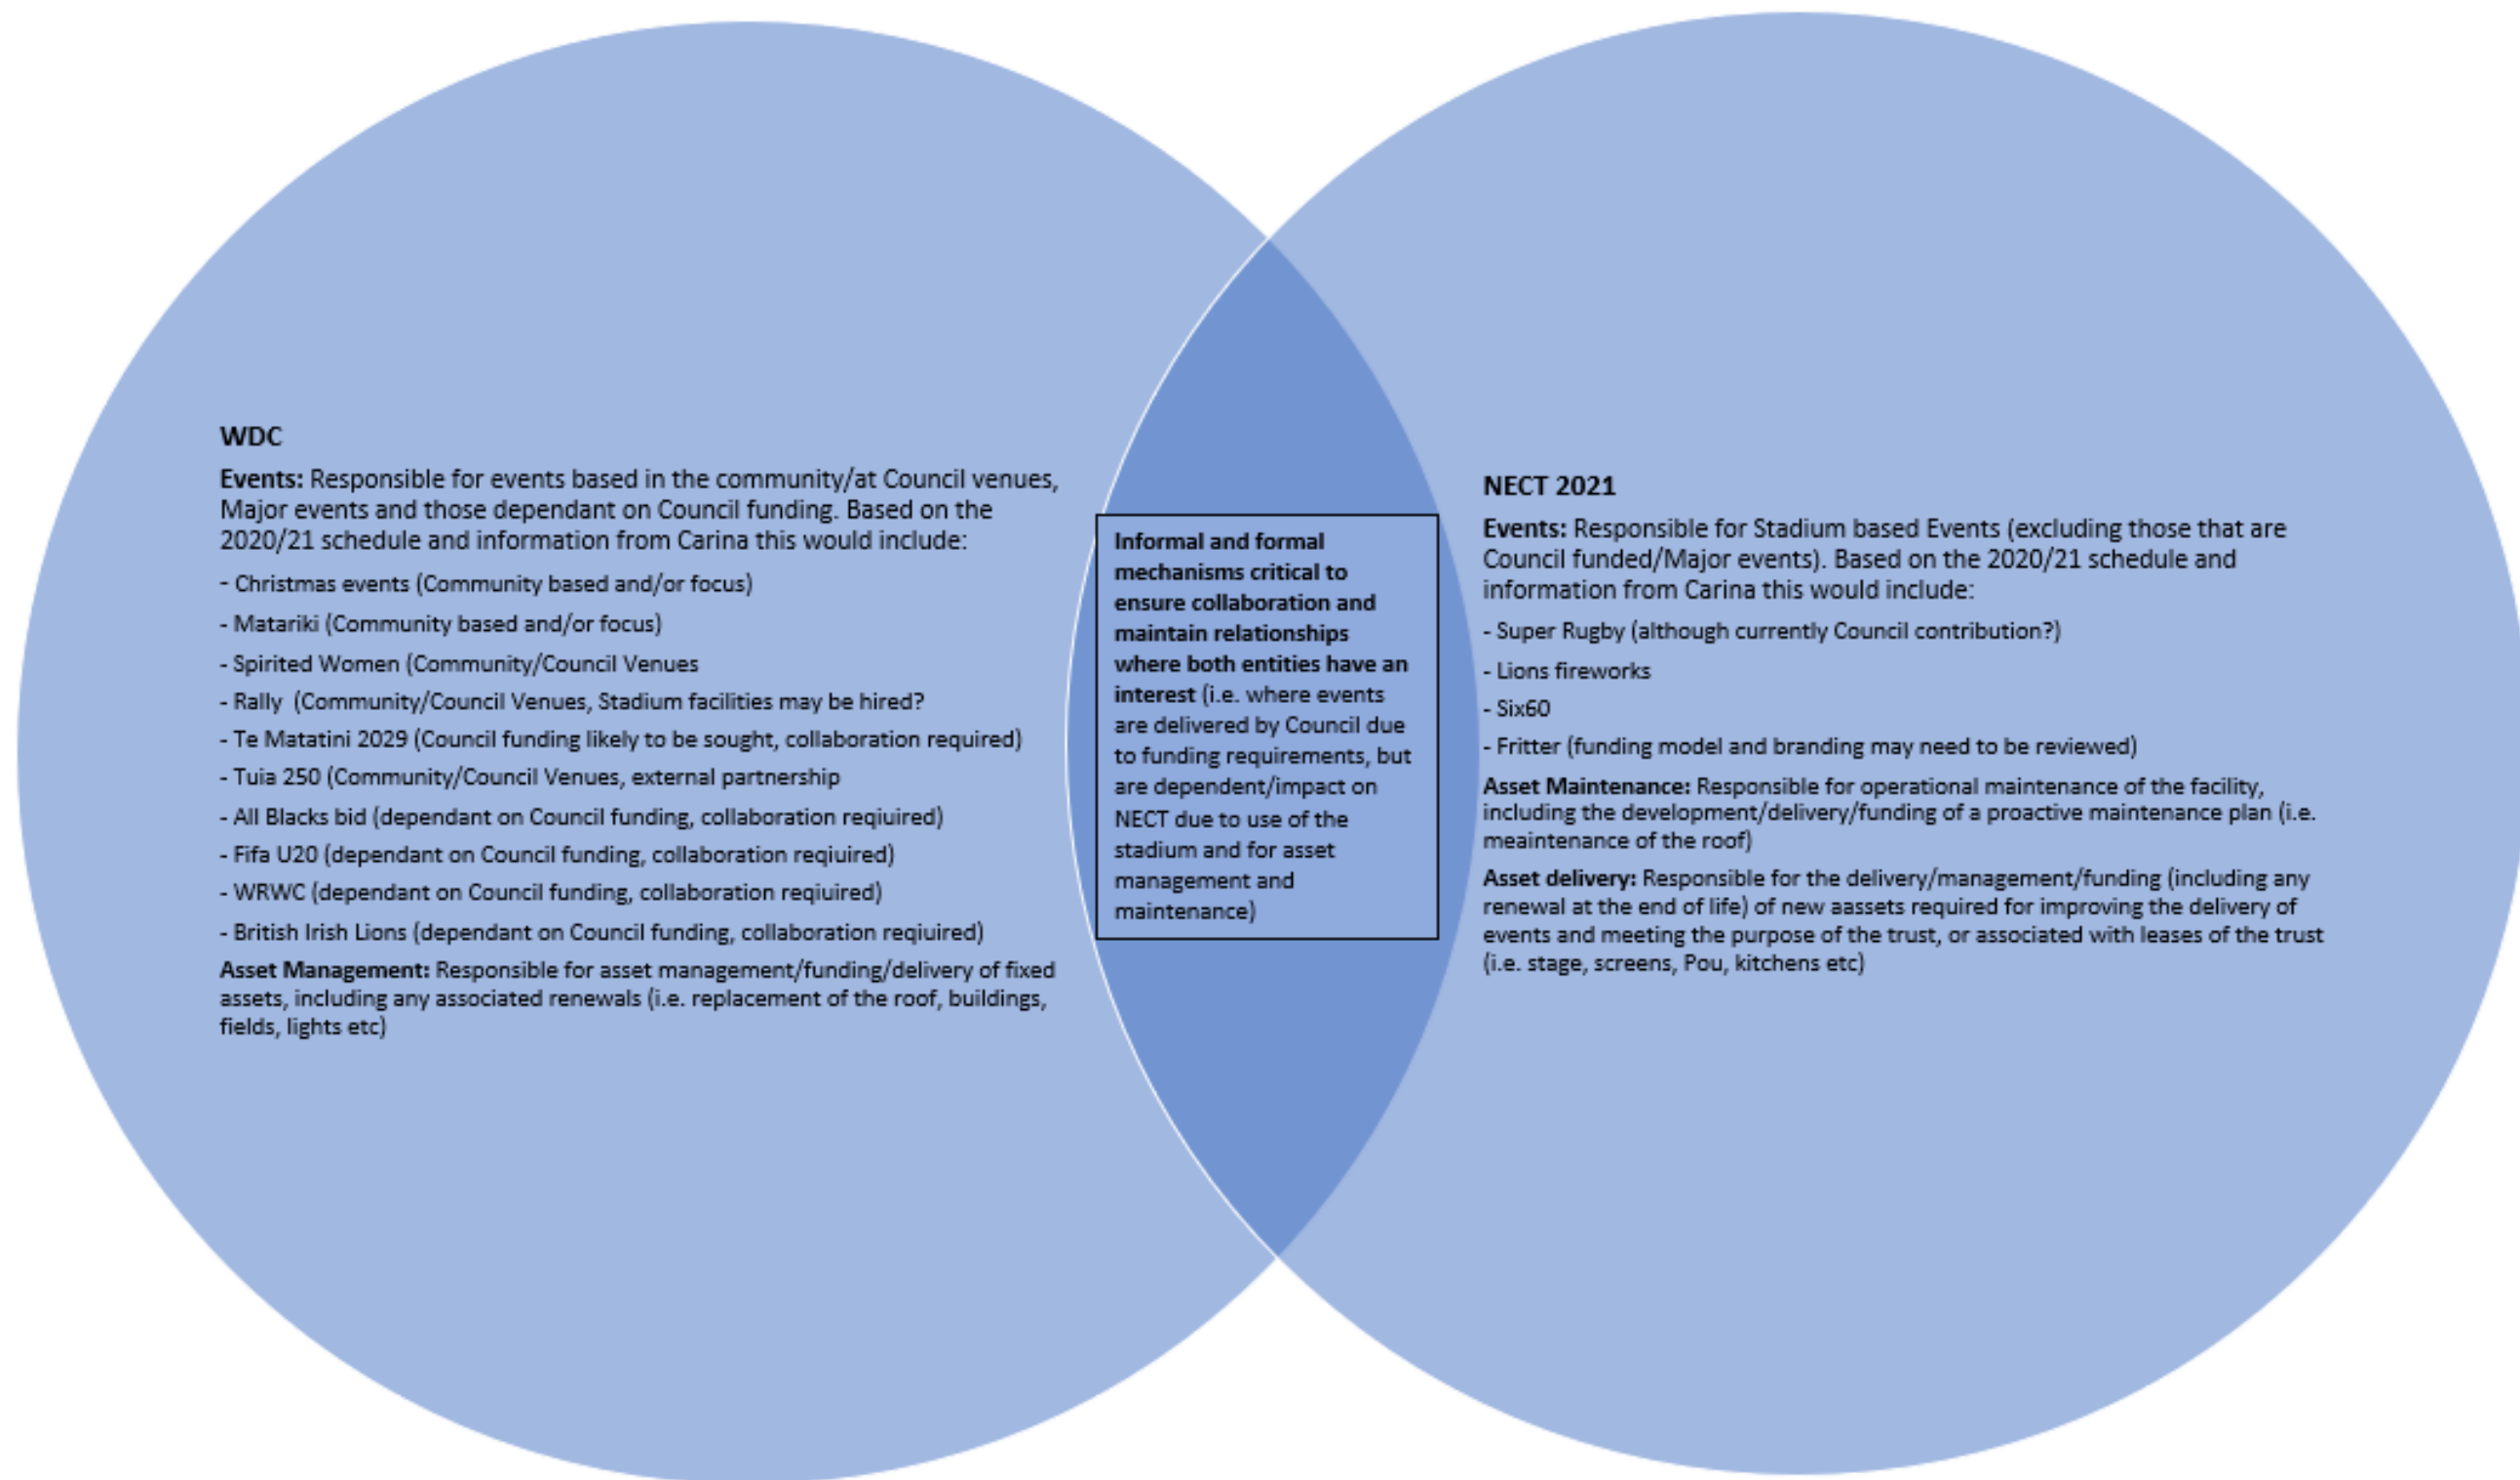 WDC
Events: Responsible for events based in the community/at Council venues,
Major events and those dependant on Council funding. Based on the
2020/21 schedule and information from Carina this would include:
- Christmas events (Community based and/or focus)
- Matariki (Community based and/or focus)
- Spirited Women (Community/Council Venues
- Rally  (Community/Council Venues, Stadium facilities may be hired?
- Te Matatini 2029 (Council funding likely to be sought, collaboration required)
- Tuia 250 (Community/Council Venues, external partnership
- All Blacks bid (dependant on Council funding, collaboration reqiuired)
- Fifa U20 (dependant on Council funding, collaboration reqiuired)
- WRWC (dependant on Council funding, collaboration reqiuired)
- British Irish Lions (dependant on Council funding, collaboration reqiuired)
Asset Management: Responsible for asset management/funding/delivery of fixed
assets, including any associated renewals (i.e. replacement of the roof, buildings,
fields, lights etc)
Informal and formal
mechanisms critical to
ensure collaboration and
maintain relationships
where both entities have an
interest (i.e. where events
are delivered by Council due
to funding requirements, but
are dependent/impact on
NECT due to use of the
stadium and for asset
management and
maintenance)
NECT 2021
Events: Responsible for Stadium based Events (excluding those that are
Council funded/Major events). Based on the 2020/21 schedule and
information from Carina this would include:
- Super Rugby (although currently Council contribution?)
- Lions fireworks
- Six60
- Fritter (funding model and branding may need to be reviewed)
Asset Maintenance: Responsible for operational maintenance of the facility,
including the development/delivery/funding of a proactive maintenance plan (i.e.
meaintenance of the roof)
Asset delivery: Responsible for the delivery/management/funding (including any
renewal at the end of life) of new aassets required for improving the delivery of
events and meeting the purpose of the trust, or associated with leases of the trust
(i.e. stage, screens, Pou, kitchens etc)